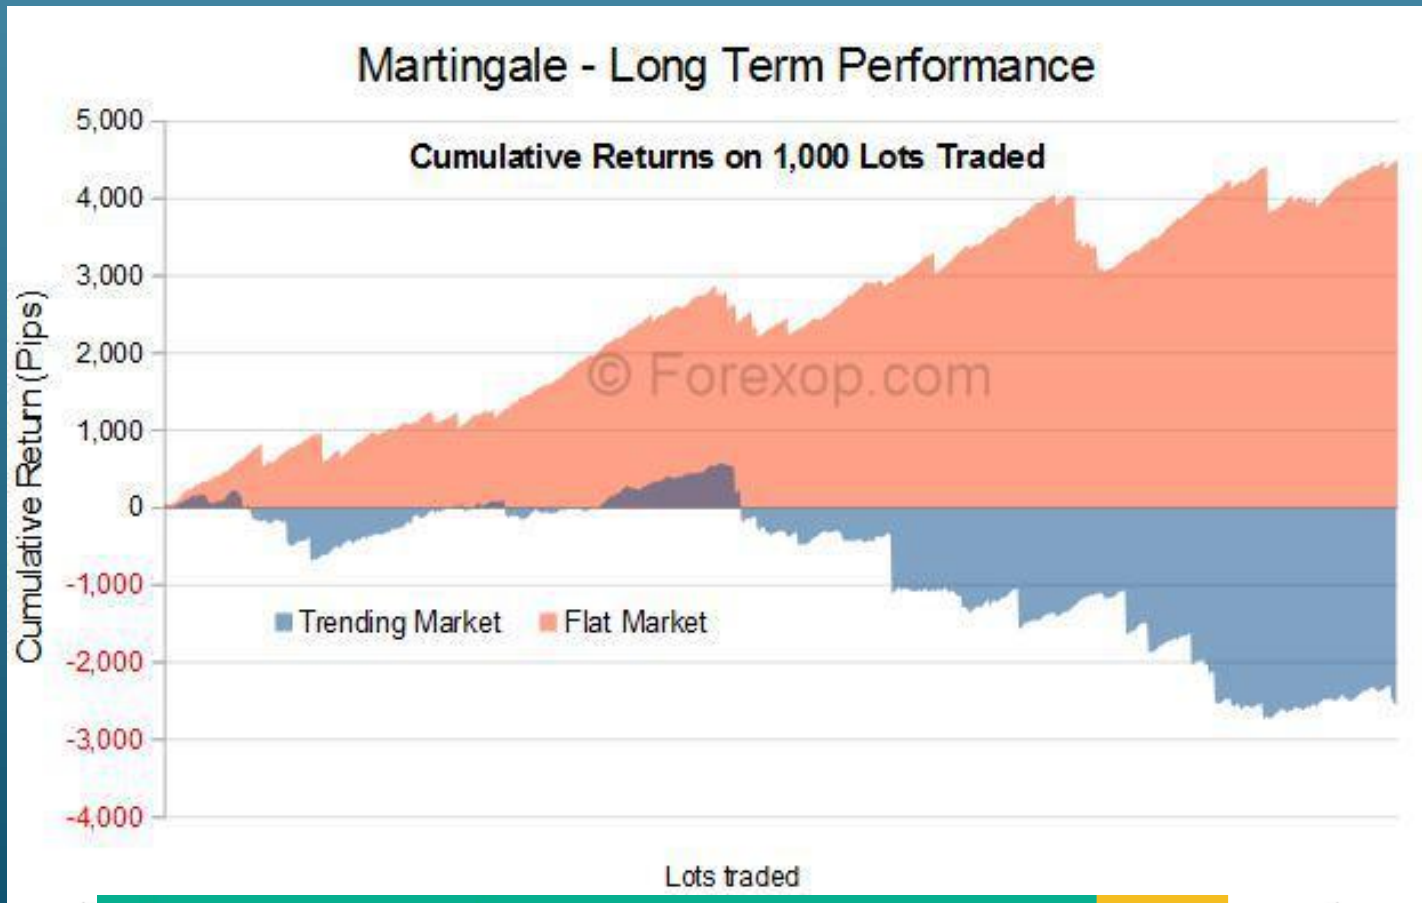 Martingale - Long Term Performance
Cumulative Returns on 1,000 Lots Traded
5,000
4,000
3,000
2,000
1,000
0
-1,000
-2,000
-3,000
-4,000
Cumulative Return (Pips)
© Forexop.com
Trending Market
Flat Market
Lots traded